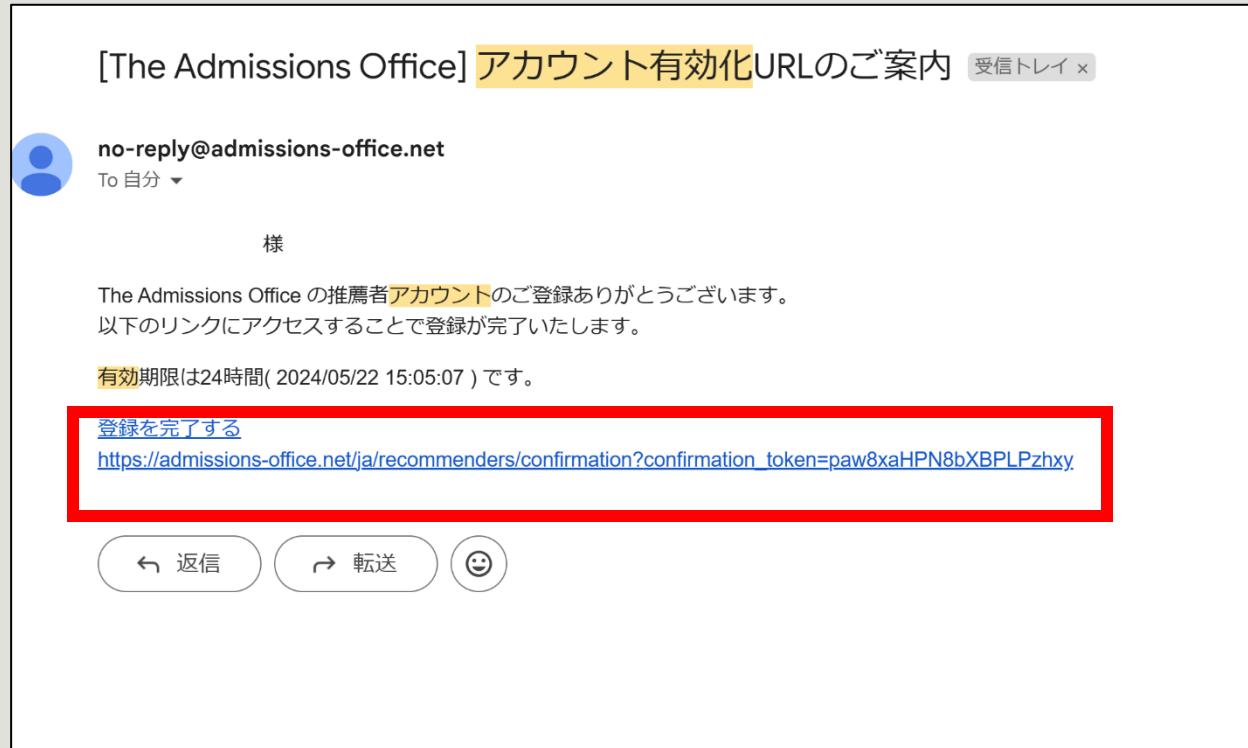 [The Admissions Office] アカウント有効化URLのご案内 受信トレイ ×
no-reply@admissions-office.net
To 自分
様
The Admissions Office の推薦者アカウントのご登録ありがとうございます。
以下のリンクにアクセスすることで登録が完了いたします。
有効期限は24時間( 2024/05/22 15:05:07 ) です。
登録を完了する
https://admissions-office.net/ja/recommenders/confirmation?confirmation_token=paw8xaHPN8bXBPLPzhxy
返信 転送